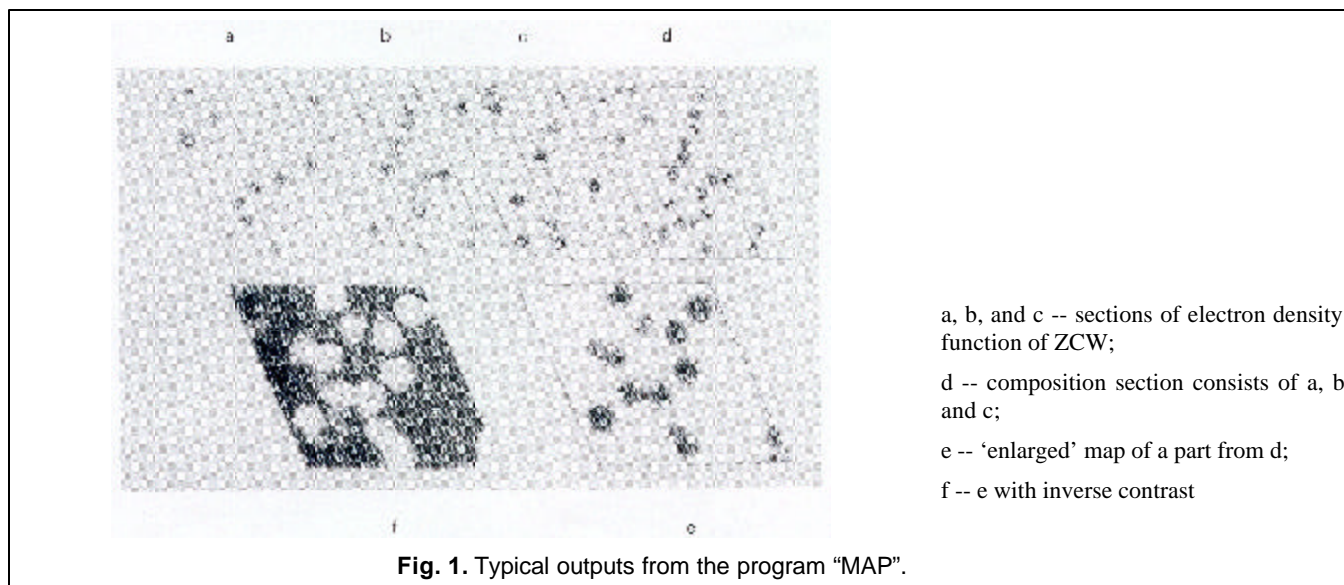 a b c d
a, b, and c -- sections of electron density
function of ZCW;
d -- composition section consists of a, b
and c;
e -- ‘enlarged’ map of a part from d;
f -- e with inverse contrast
f e
Fig. 1. Typical outputs from the program “MAP”.